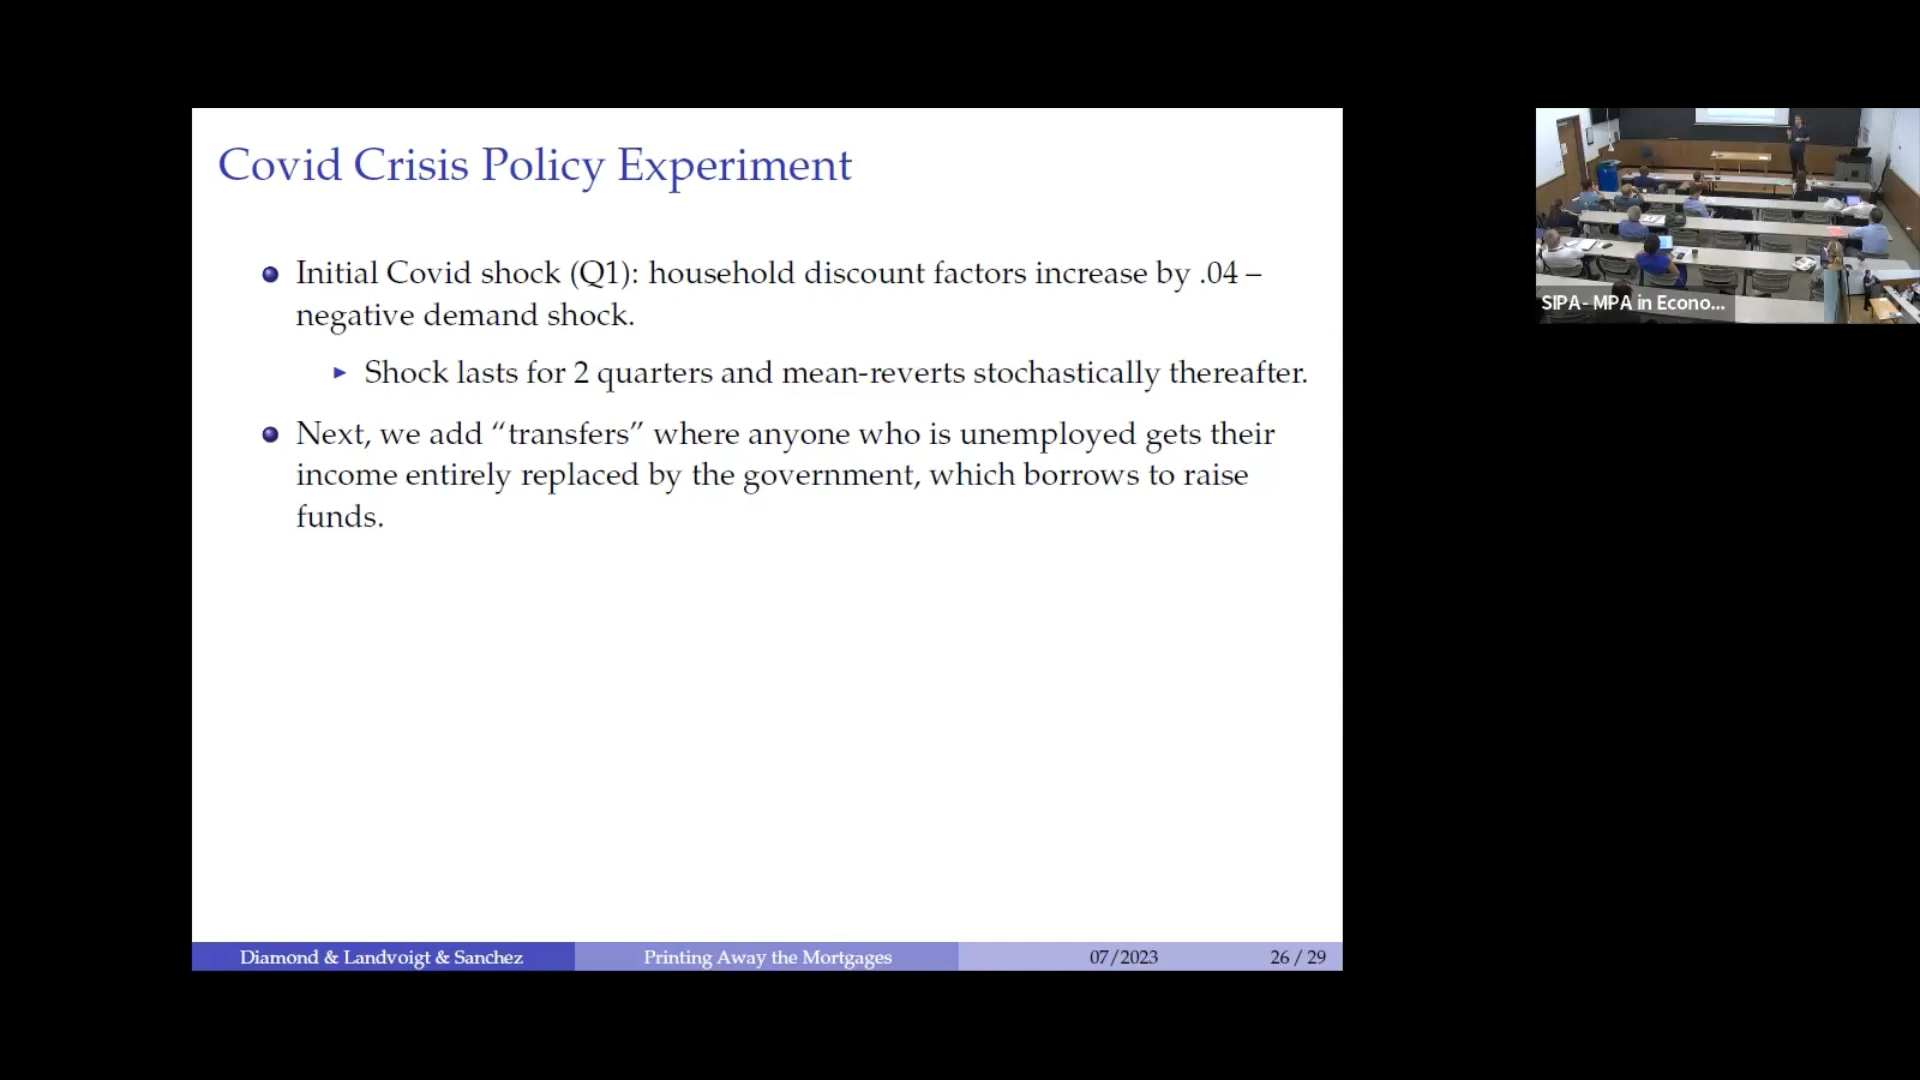 Covid Crisis Policy Experiment
Initial Covid shock (Q1): household discount factors increase by .04 –
negative demand shock.
Shock lasts for 2 quarters and mean-reverts stochastically thereafter.
Next, we add “transfers” where anyone who is unemployed gets their
income entirely replaced by the government, which borrows to raise
funds.
Diamond & Landvoigt & Sanchez
Printing Away the Mortgages
07/2023
26 / 29
SIPA- MPA in Econo...